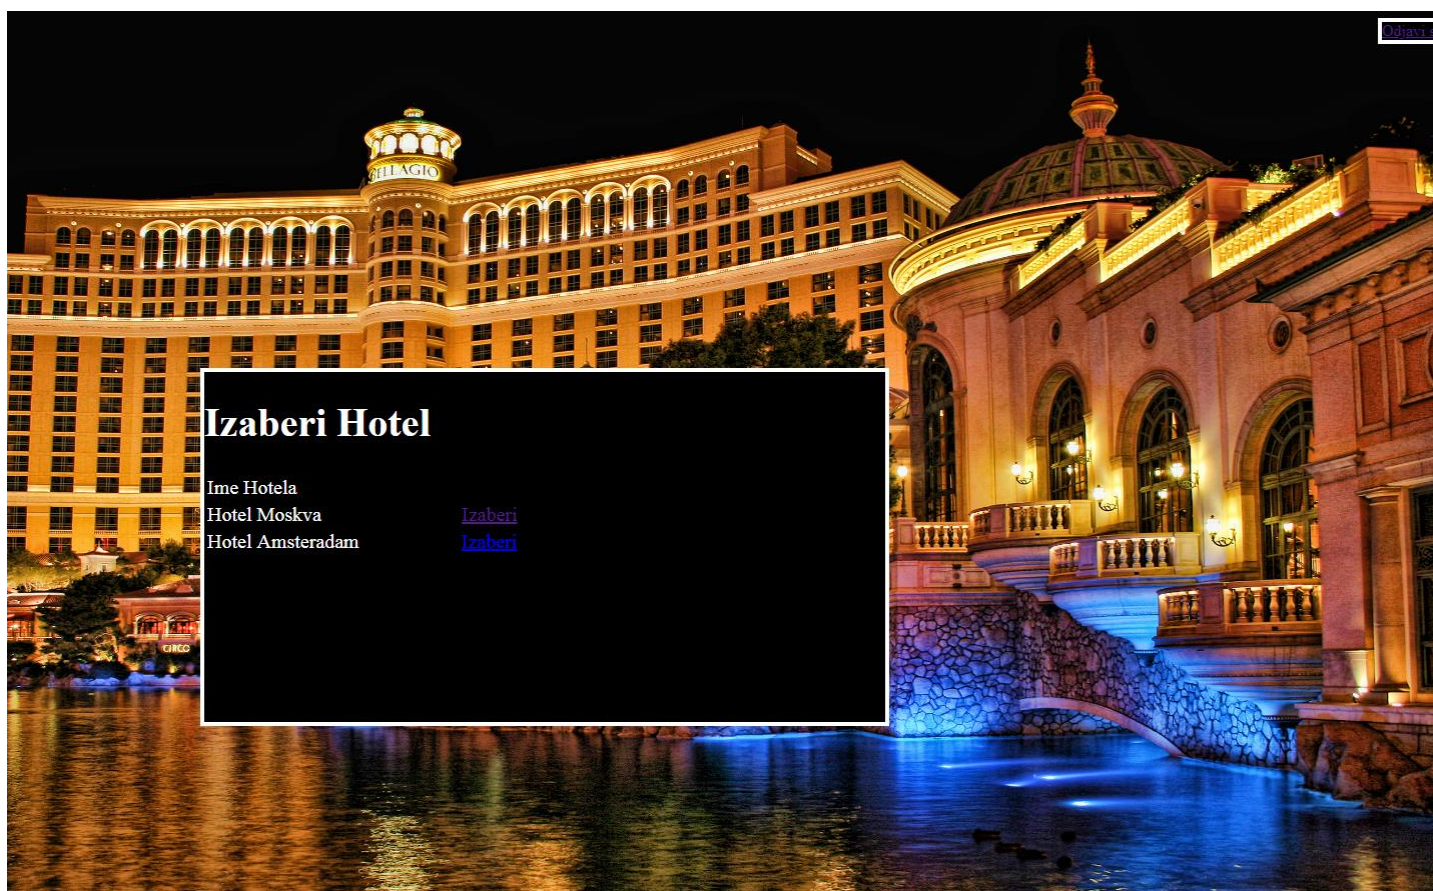 Odjavi
BELLAGIO
Izaberi Hotel
Ime Hotela
Hotel Moskva Izaberi
Hotel Amsteradam Izaberi
CIRCO